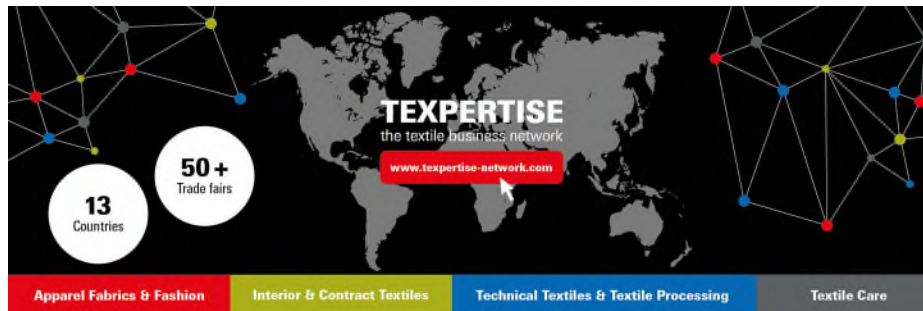 TEXPERTISE
the textile business network
www.texpertise-network.com
50 +
Trade fairs
13
Countries
Apparel Fabrics & Fashion
Interior & Contract Textiles
Technical Textiles & Textile Processing
Textile Care